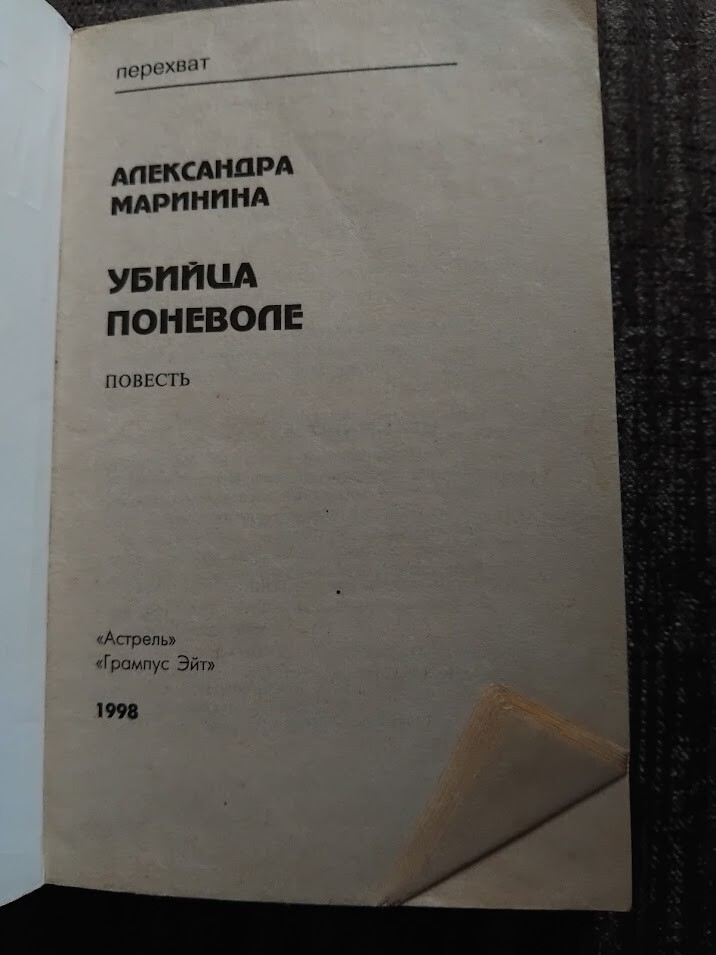 перехват
АЛЕКСАНДРА
МАРИНИНА
УБИЙЦА
ПОНЕВОЛЕ
ПОВЕСТЬ
«Астрель»
«Грампус Эйт»
1998